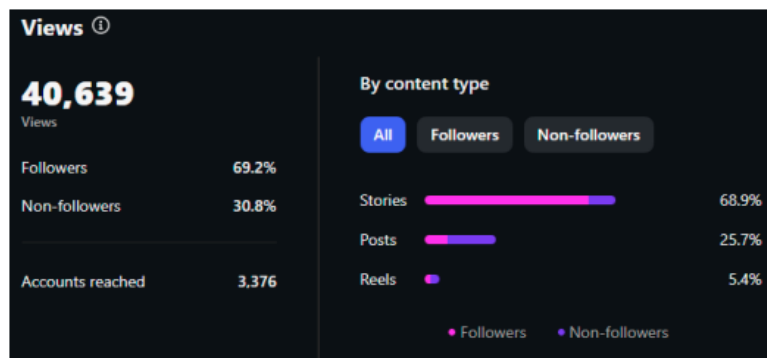 Views
40,639
Views
Followers 69.2%
Non-followers 30.8%
Accounts reached 3,376
By content type
All Followers Non-followers
Stories 68.9%
Posts 25.7%
Reels 5.4%
Followers Non-followers